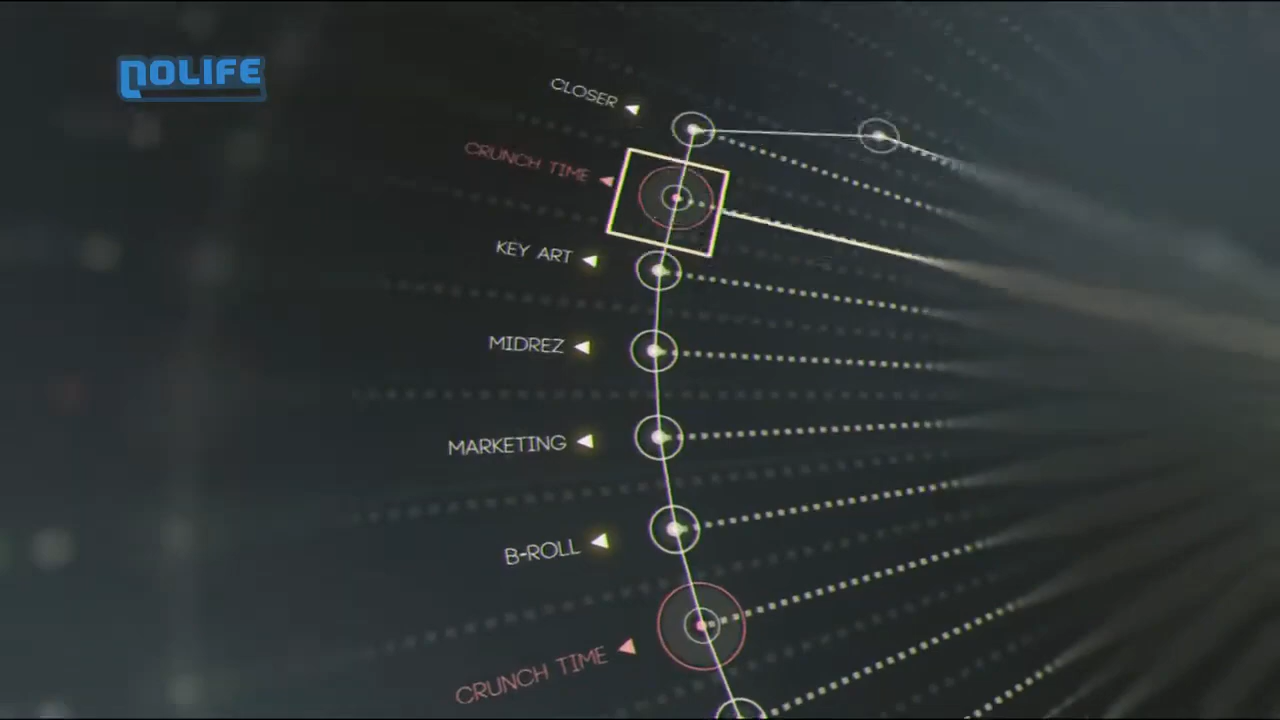 NOLIFE
CLOSER
CRUNCH TIME
KEY ART
MIDREZ
MARKETING
B-ROLL
CRUNCH TIME